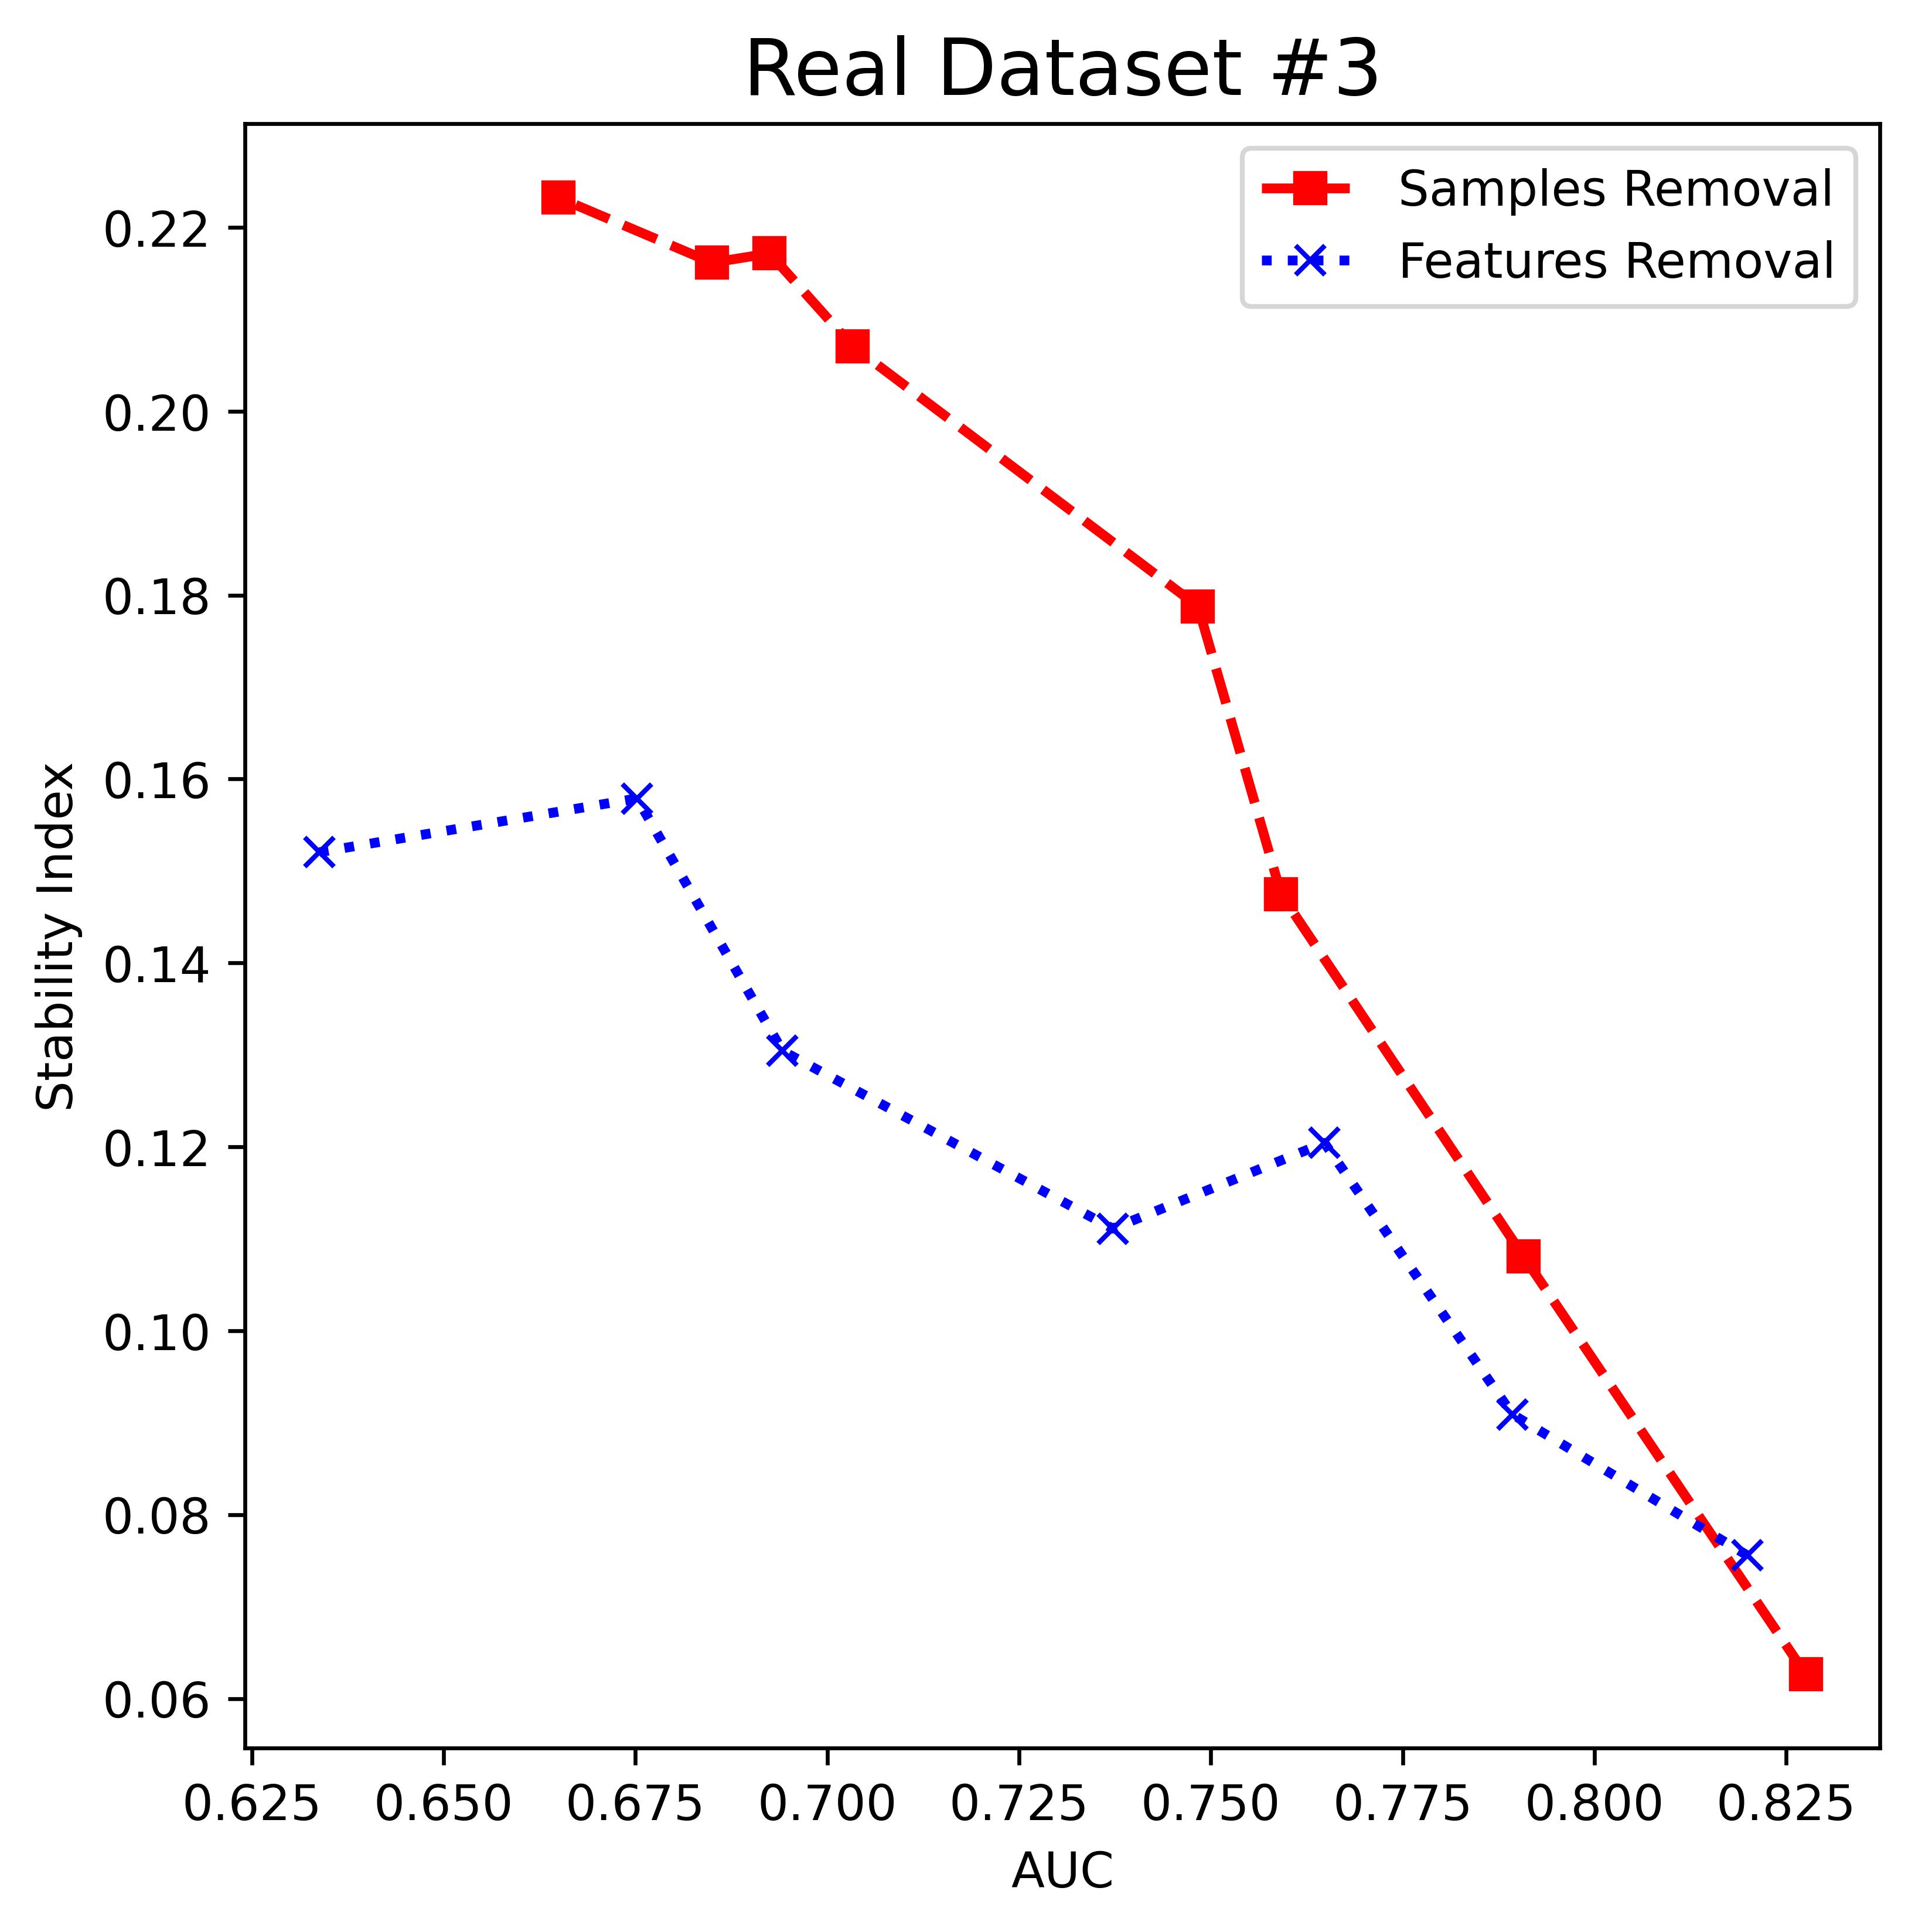 Real Dataset #3
Samples Removal
Features Removal
Stability Index
0.22
0.20
0.18
0.16
0.14
0.12
0.10
0.08
0.06
0.625 0.650 0.675 0.700 0.725 0.750 0.775 0.800 0.825
AUC